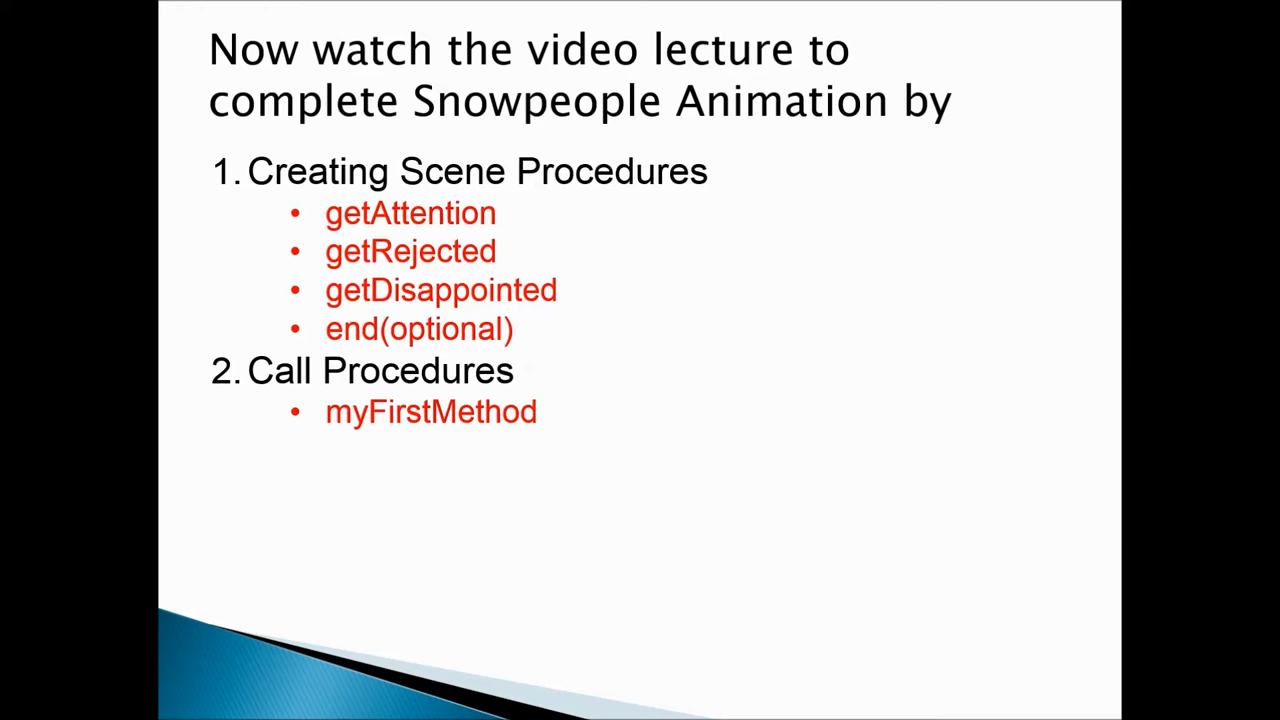 Now watch the video lecture to
complete Snowpeople Animation by
1. Creating Scene Procedures
• getAttention
• getRejected
• getDisappointed
• end(optional)
2. Call Procedures
• myFirstMethod